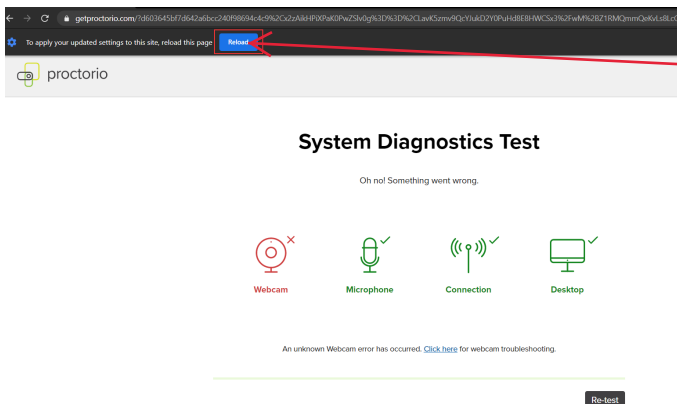 To apply your updated settings to this site, reload this page Reload
proctorio
System Diagnostics Test
Oh no! Something went wrong.
Webcam Microphone Connection Desktop
An unknown Webcam error has occurred. Click here for webcam troubleshooting.
Re-test